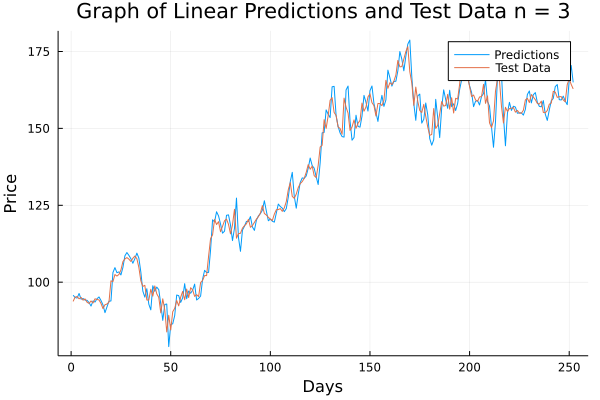 Graph of Linear Predictions and Test Data n = 3
Predictions
Test Data
175
150
125
100
Price
0
50
100
150
200
250
Days